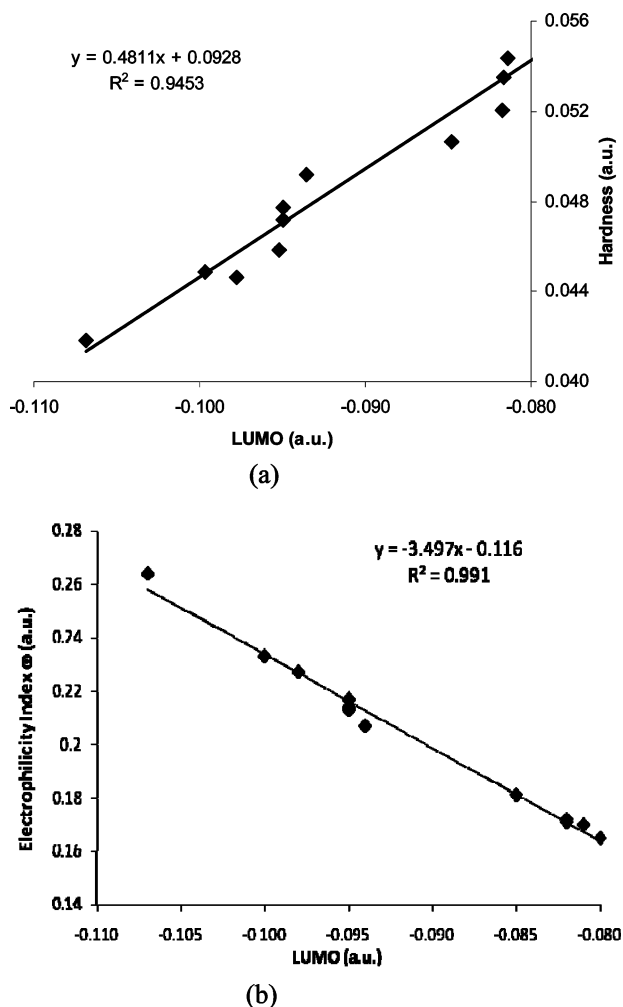 y = 0.4811x + 0.0928
R² = 0.9453
0.056
0.052
0.048
0.044
0.040
Hardness (a.u.)
-0.110 -0.100 -0.090 -0.080
LUMO (a.u.)
(a)
y = -3.497x - 0.116
R² = 0.991
0.28
0.26
0.24
0.22
0.2
0.18
0.16
0.14
Electrophilicity Index ω (a.u.)
-0.110 -0.105 -0.100 -0.095 -0.090 -0.085 -0.080
LUMO (a.u.)
(b)